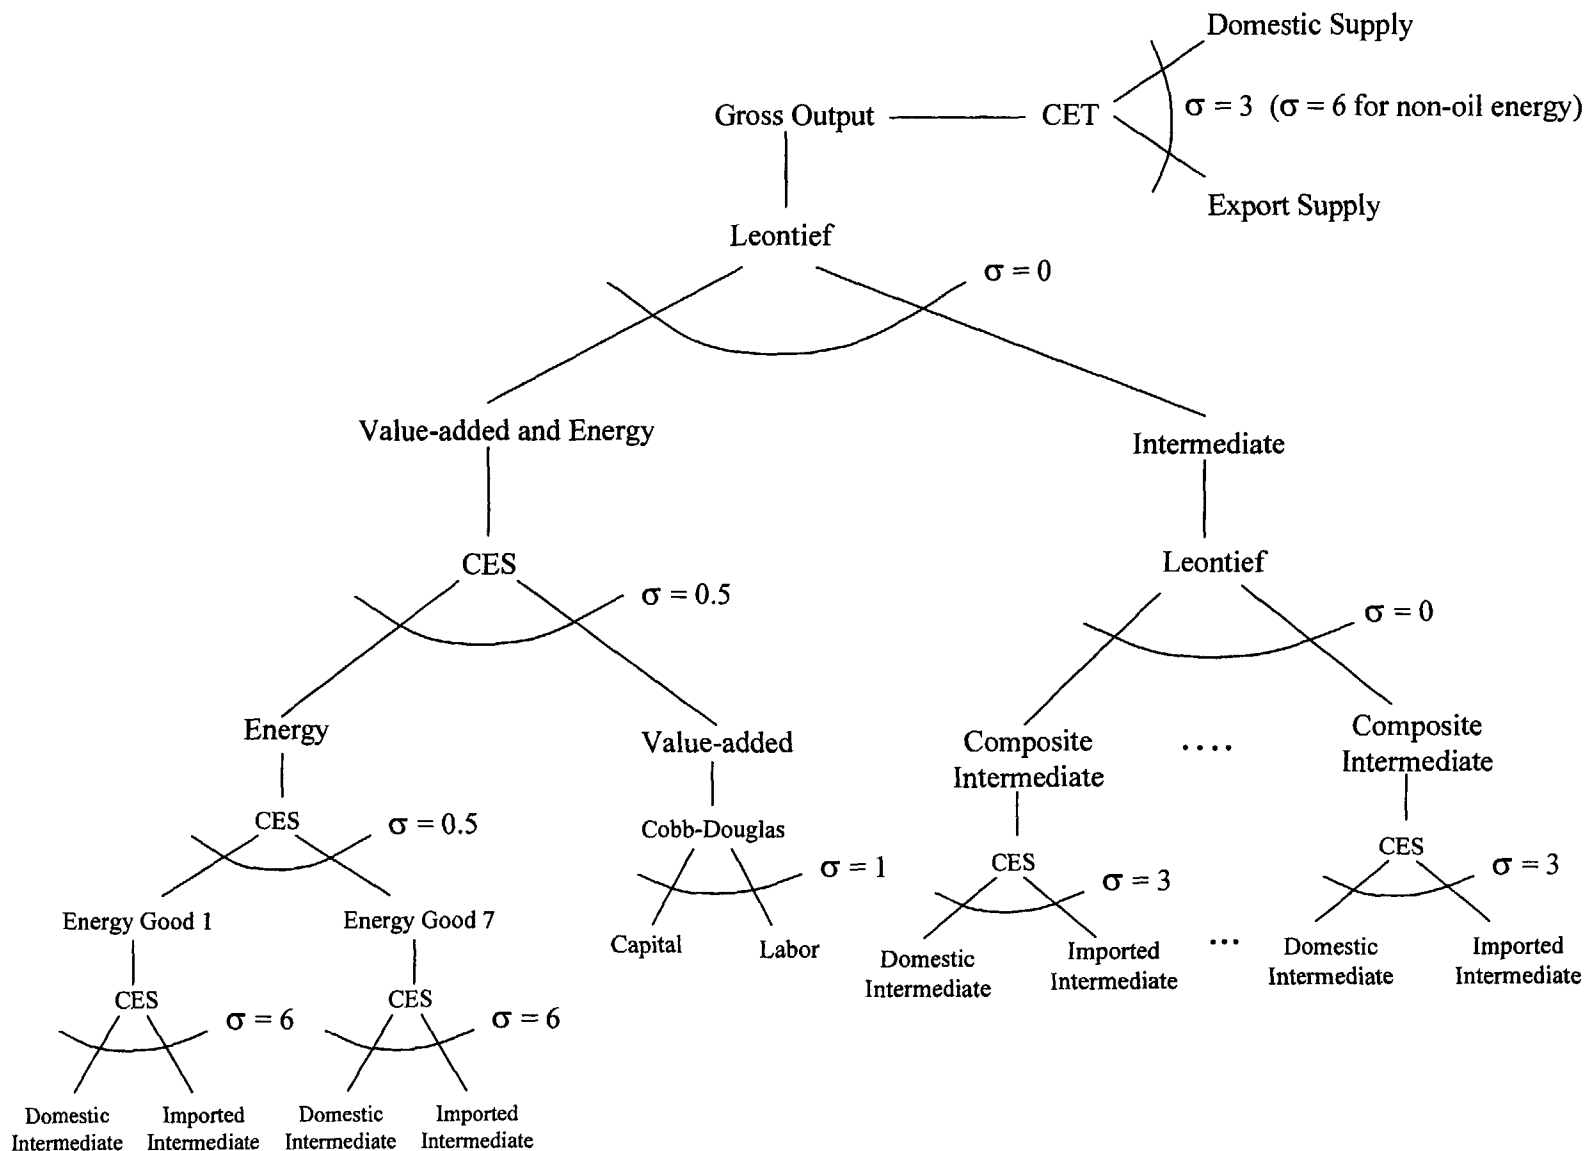 Domestic Supply
Gross Output
CET
σ = 3 (σ = 6 for non-oil energy)
Export Supply
Leontief
σ = 0
Value-added and Energy
Intermediate
CES
σ = 0.5
Leontief
σ = 0
Energy
Value-added
Composite
Intermediate
....
Composite
Intermediate
CES
σ = 0.5
Cobb-Douglas
σ = 1
CES
σ = 3
CES
σ = 3
Energy Good 1
Energy Good 7
Capital
Labor
Domestic
Intermediate
Imported
Intermediate
...
Domestic
Intermediate
Imported
Intermediate
CES
σ = 6
CES
σ = 6
Domestic
Intermediate
Imported
Intermediate
Domestic
Intermediate
Imported
Intermediate